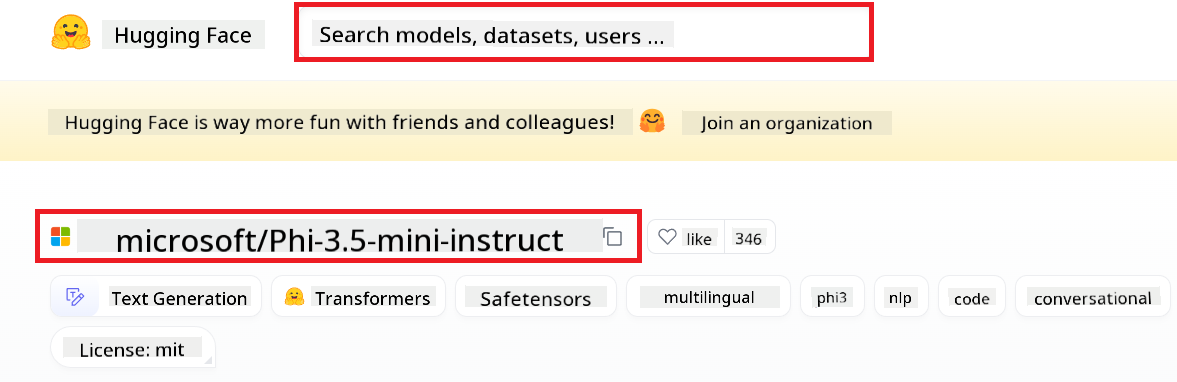 Hugging Face Search models, datasets, users ...
Hugging Face is way more fun with friends and colleagues! Join an organization
microsoft/Phi-3.5-mini-instruct like 346
Text Generation Transformers Safetensors multilingual phi3 nlp code conversational
License: mit